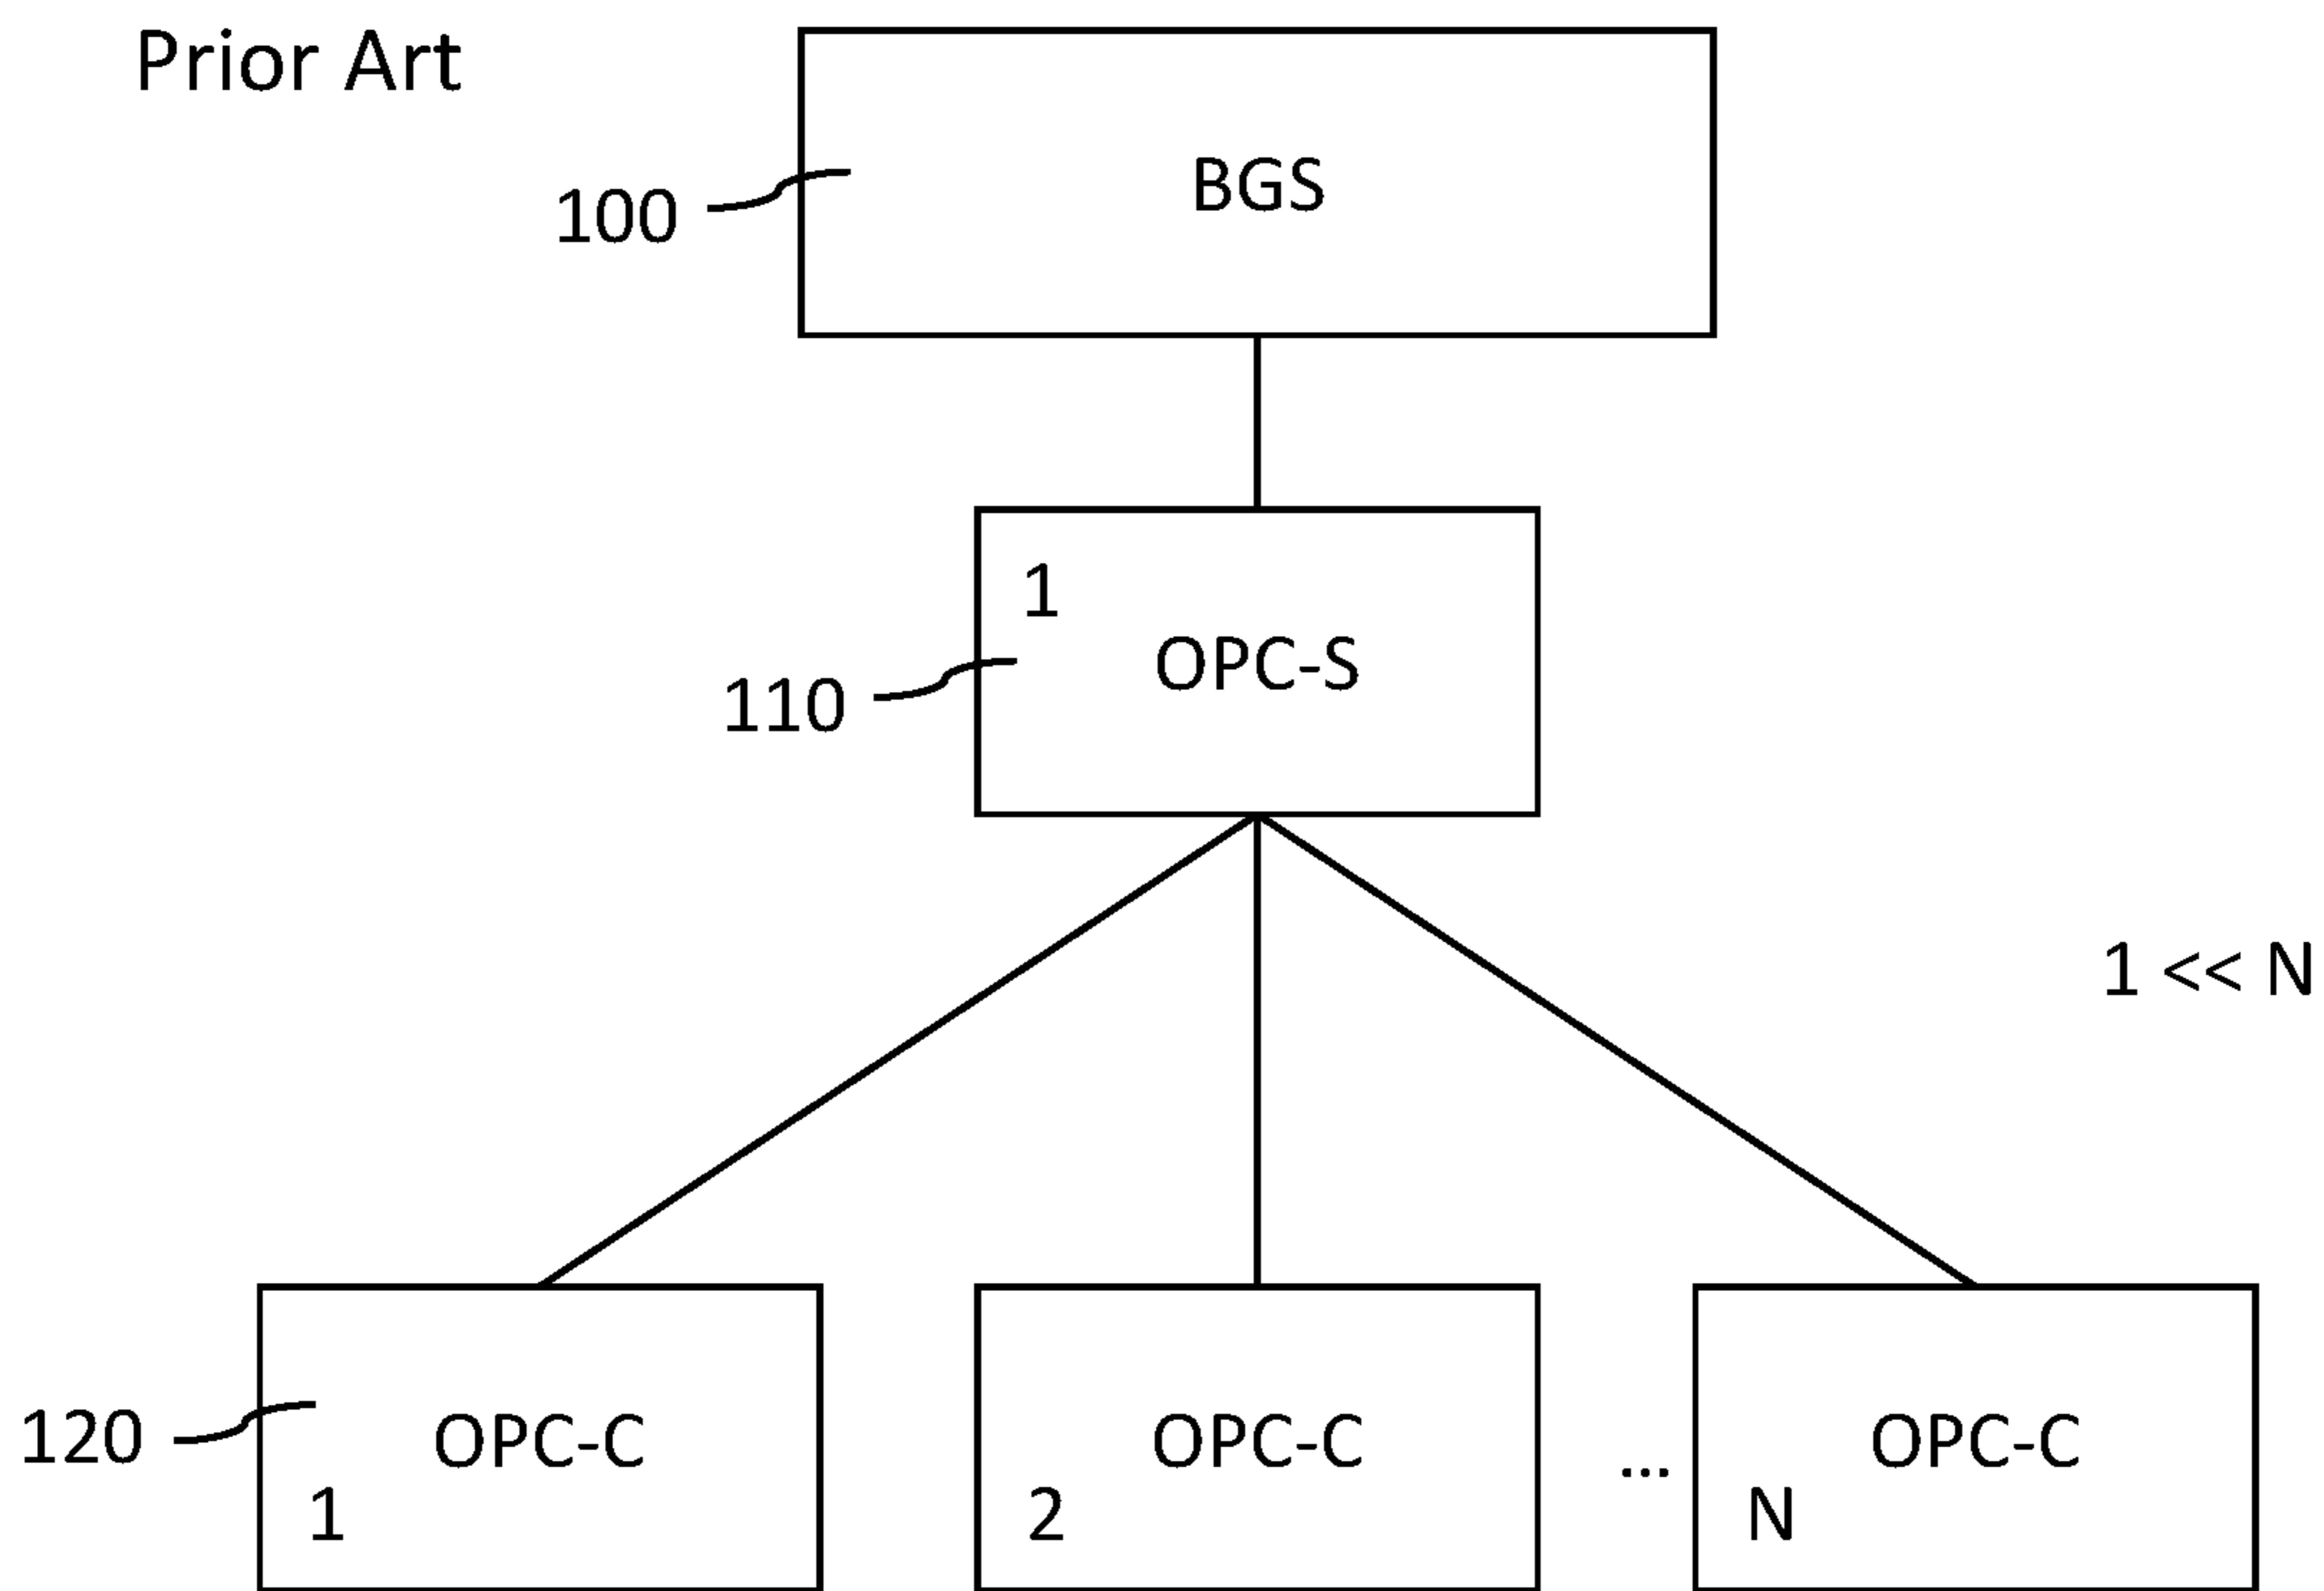 Prior Art
BGS
100
1
OPC-S
110
1 << N
120
OPC-C
1
OPC-C
2
...
OPC-C
N